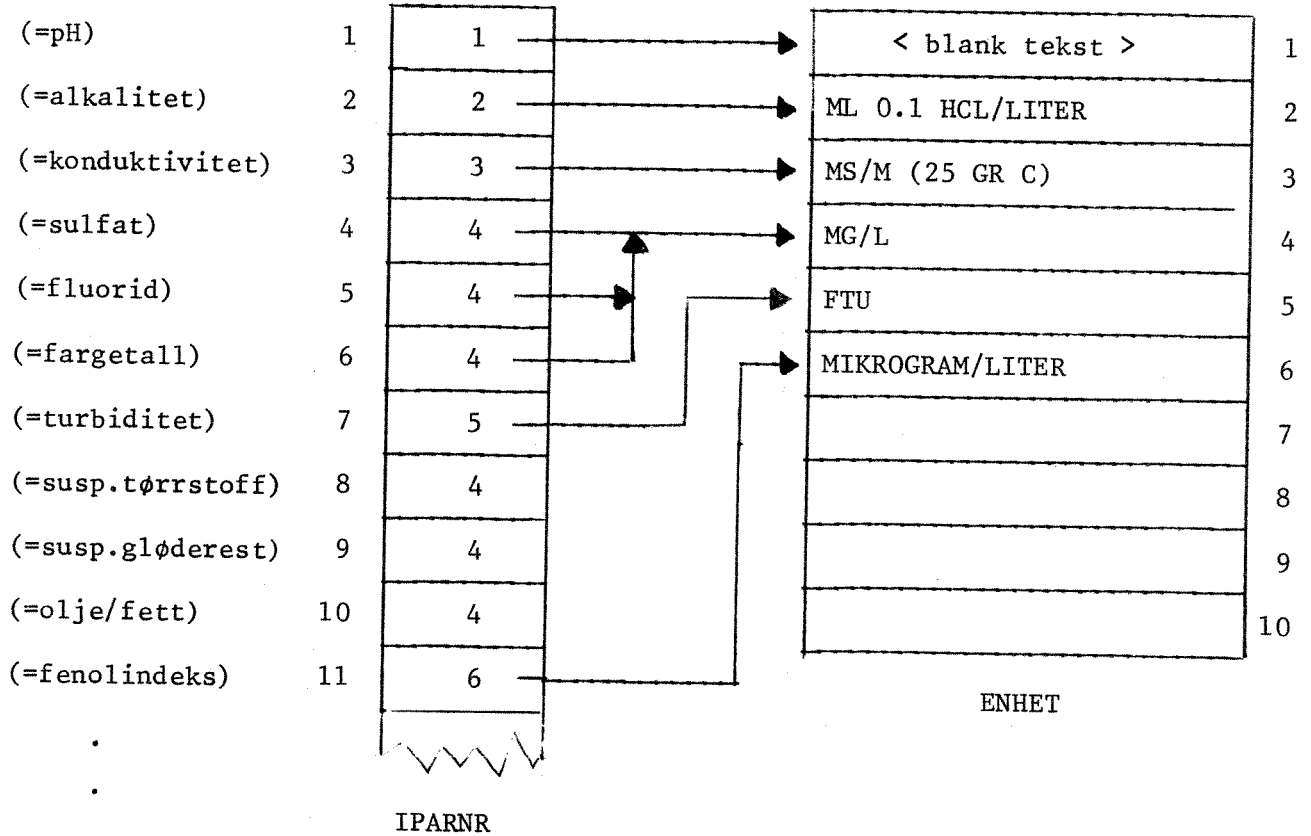 (=pH) 1 1 < blank tekst > 1
(=alkalitet) 2 2 ML 0.1 HCL/LITER 2
(=konduktivitet) 3 3 MS/M (25 GR C) 3
(=sulfat) 4 4 MG/L 4
(=fluorid) 5 4 FTU 5
(=fargetall) 6 4 MIKROGRAM/LITER 6
(=turbiditet) 7 5 7
(=susp.tørrstoff) 8 4 8
(=susp.gløderest) 9 4 9
(=olje/fett) 10 4 10
(=fenolindeks) 11 6
ENHET
.
.
IPARNR